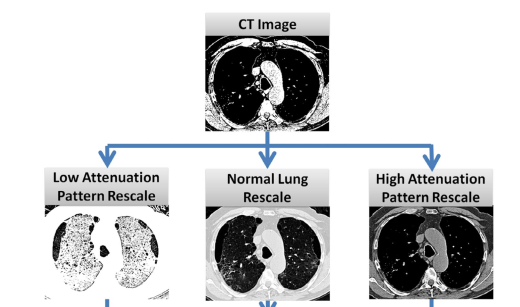 CT Image
Low Attenuation
Pattern Rescale
Normal Lung
Rescale
High Attenuation
Pattern Rescale